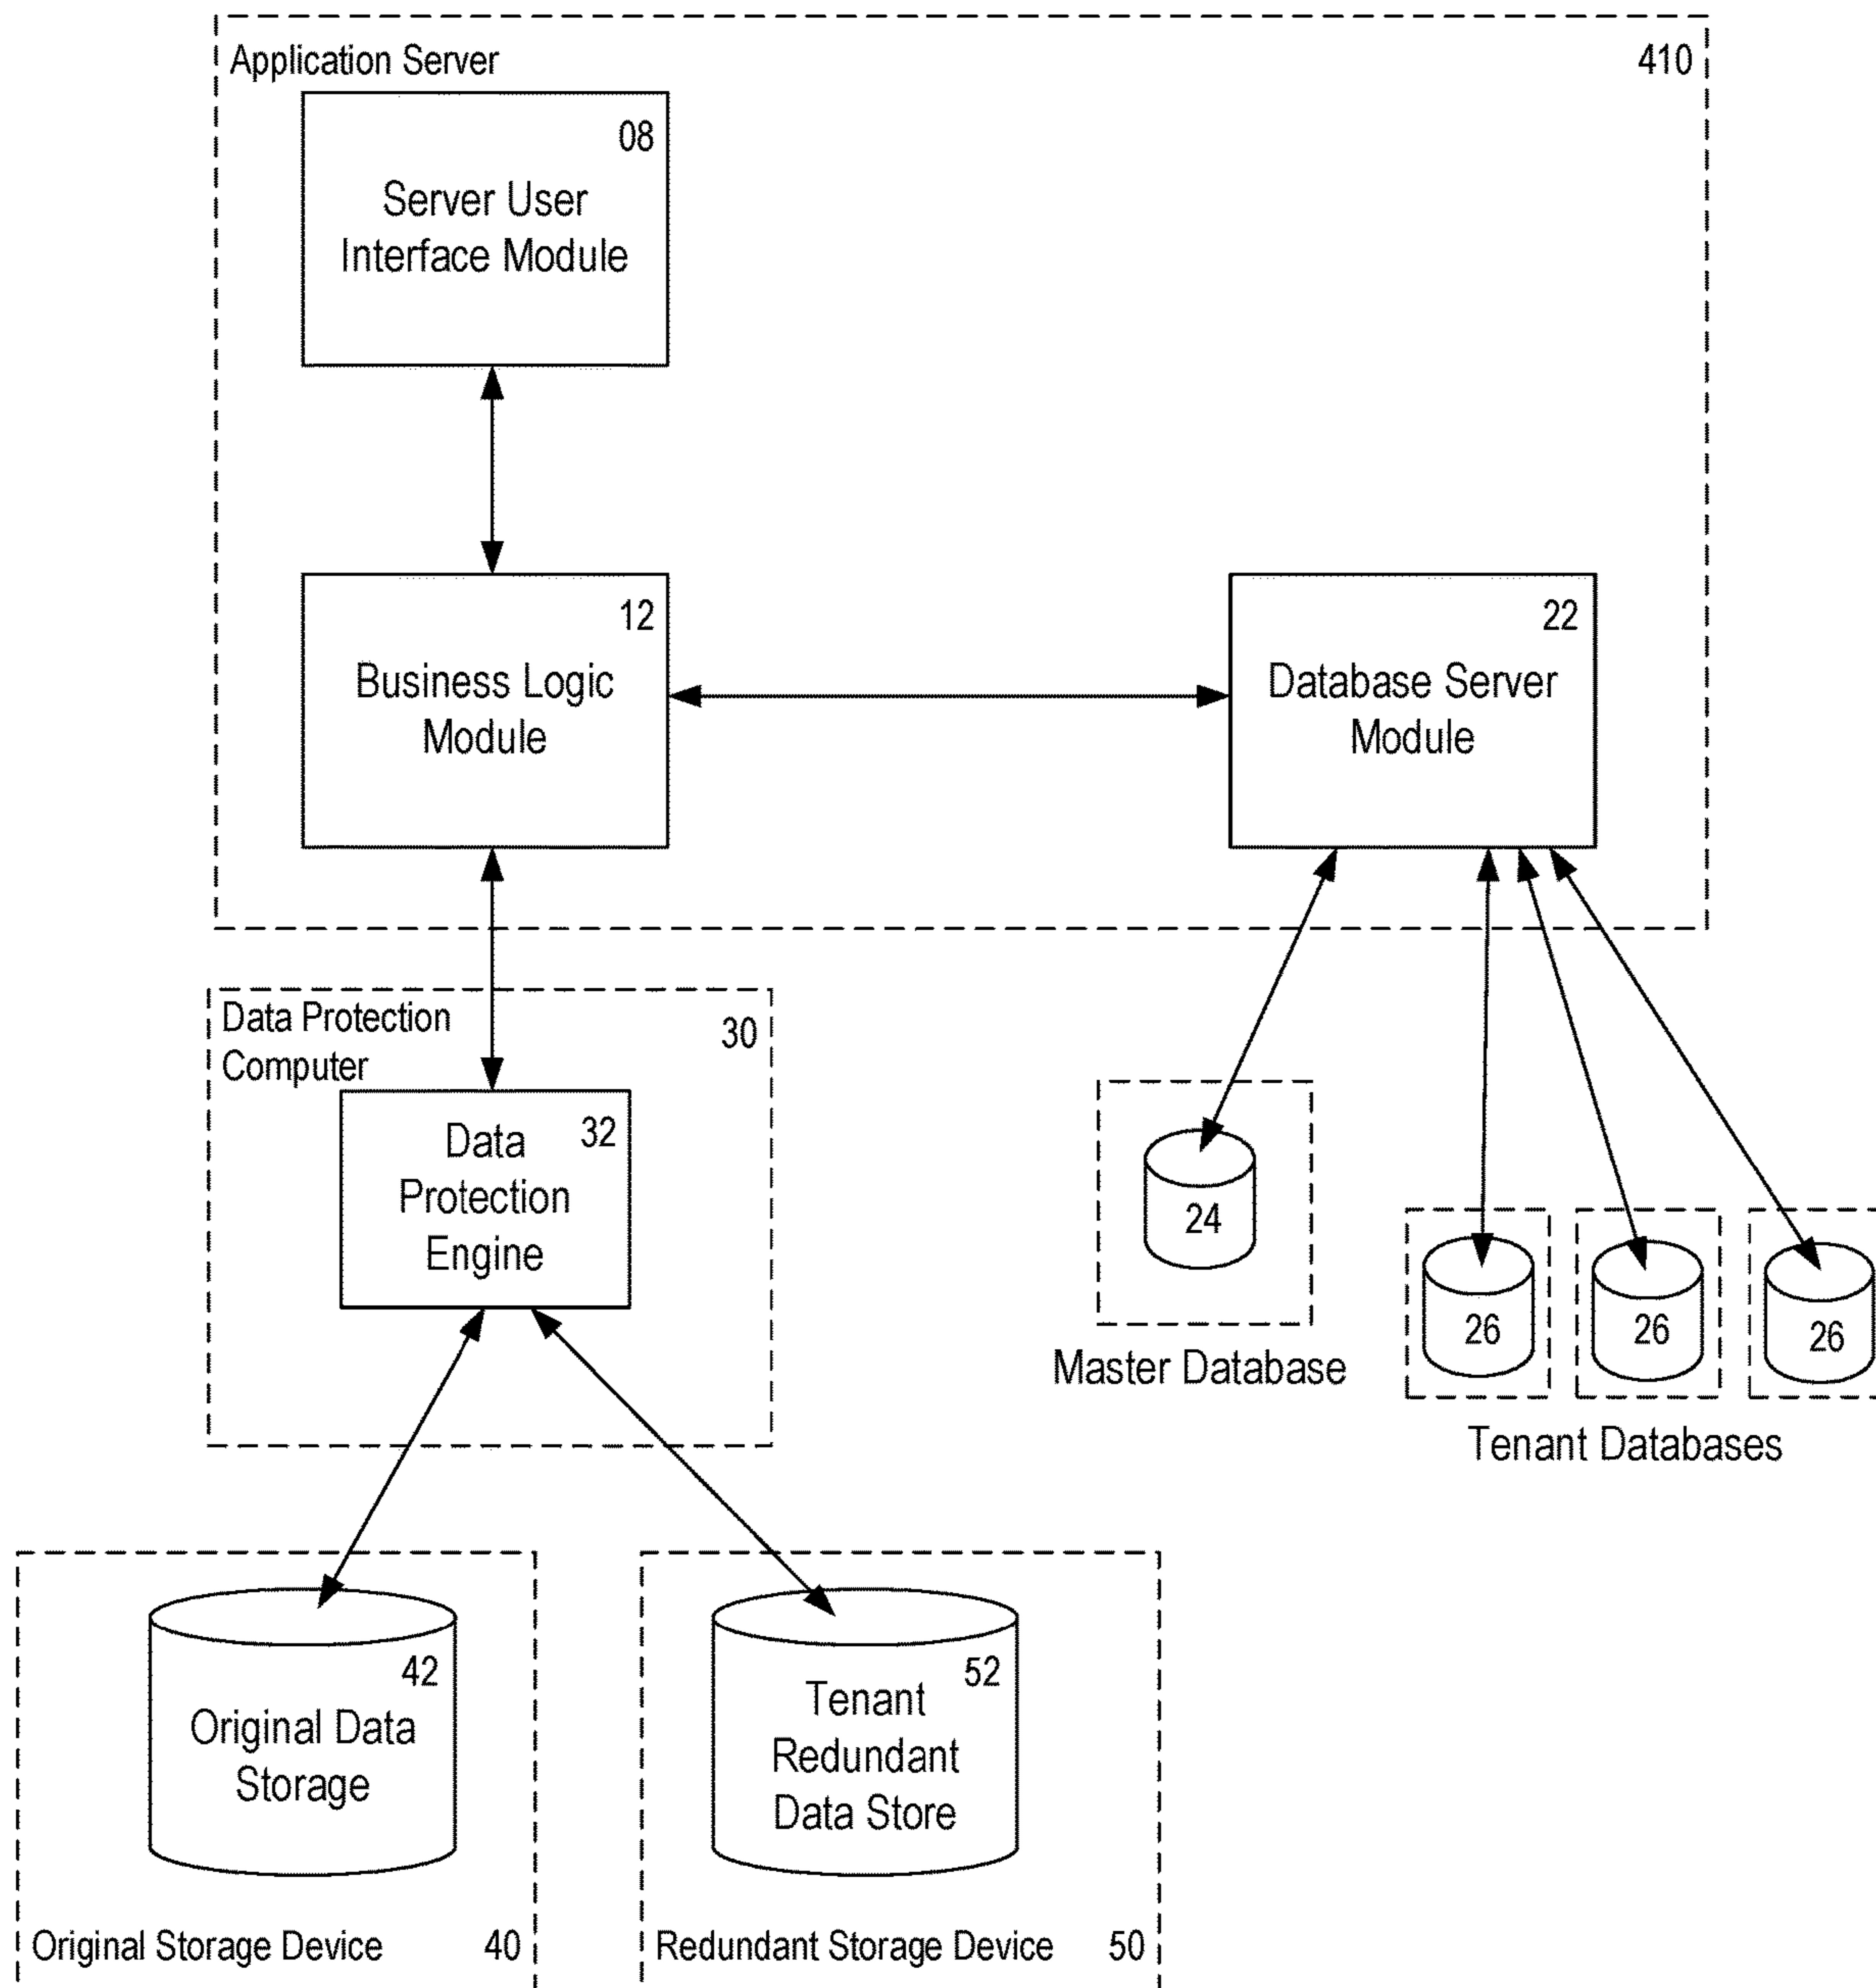 Application Server
410
08
Server User
Interface Module
12
Business Logic
Module
22
Database Server
Module
Data Protection
Computer
30
32
Data
Protection
Engine
24
Master Database
26
26
26
Tenant Databases
42
Original Data
Storage
52
Tenant
Redundant
Data Store
Original Storage Device
40
Redundant Storage Device
50